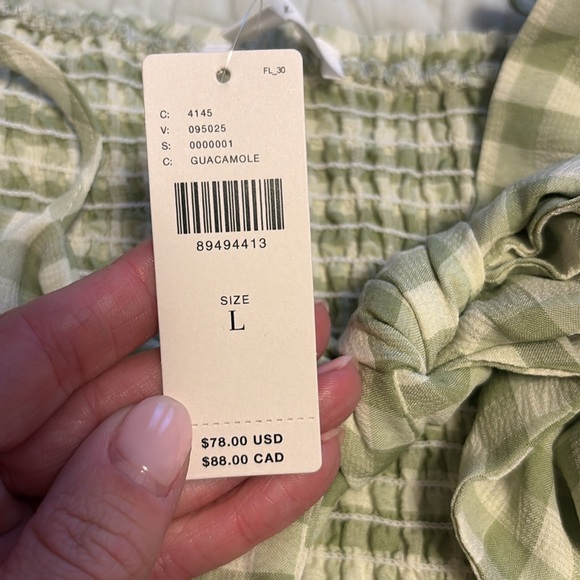 FL_30
C: 4145
V: 095025
S: 0000001
C: GUACAMOLE
89494413
SIZE
L
$78.00 USD
$88.00 CAD